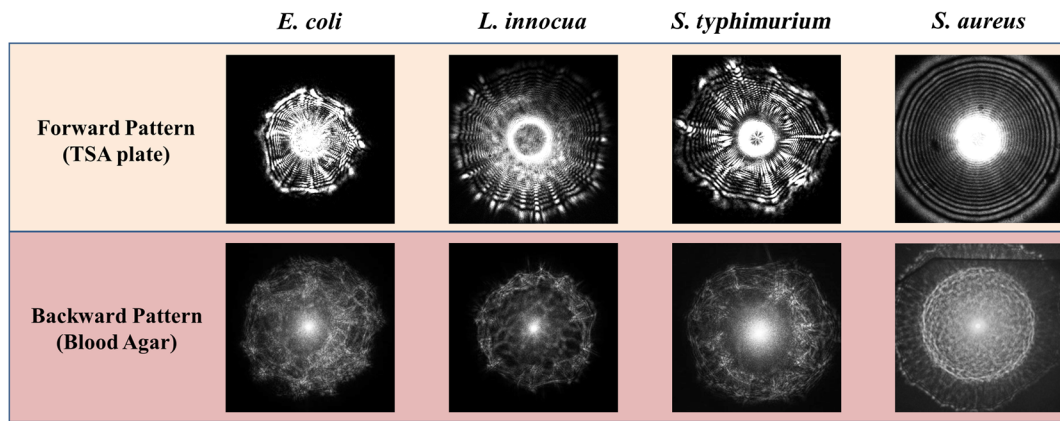 E. coli
L. innocua
S. typhimurium
S. aureus
Forward Pattern
(TSA plate)
Backward Pattern
(Blood Agar)